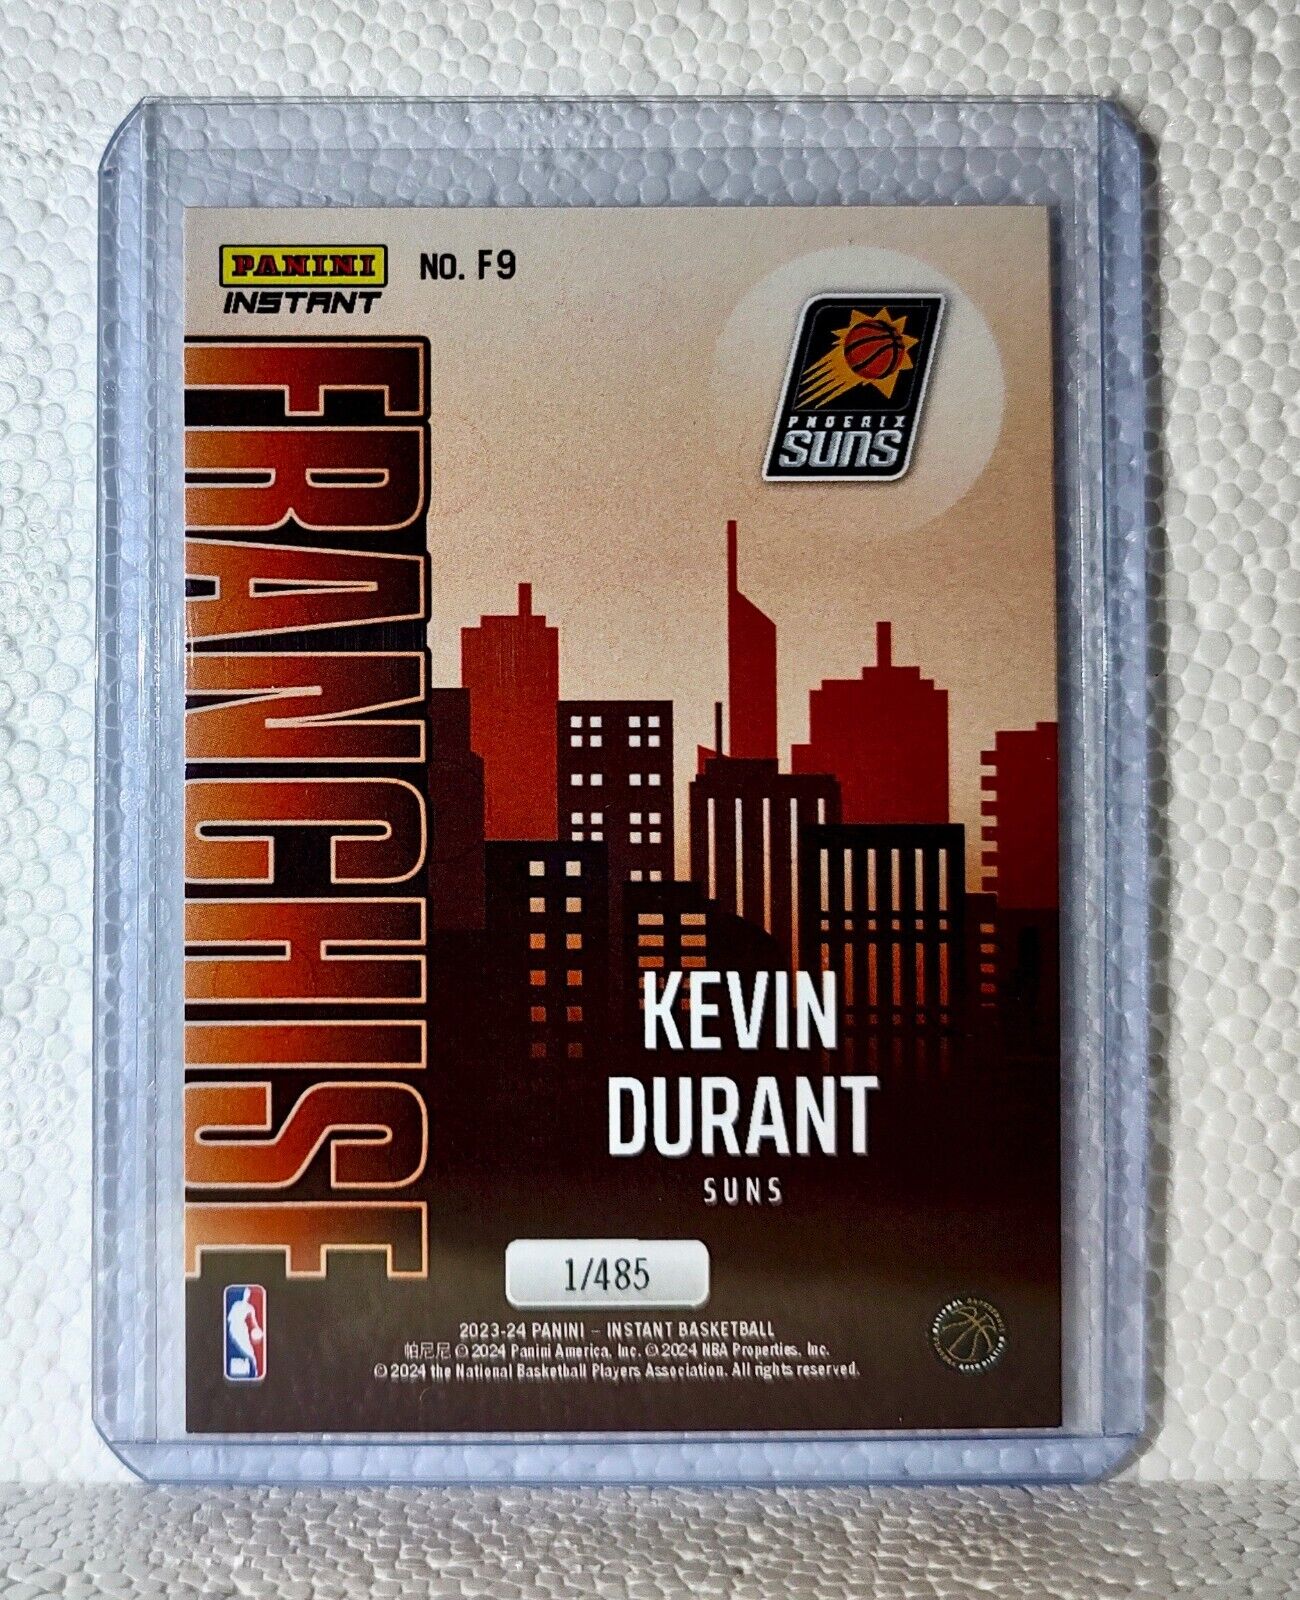 PANINI
INSTANT
NO. F9
FRANCHISE
PHOENIX
SUNS
KEVIN
DURANT
SUNS
1/485
2023-24 PANINI – INSTANT BASKETBALL
帕尼尼 © 2024 Panini America, Inc. © 2024 NBA Properties, Inc.
© 2024 the National Basketball Players Association. All rights reserved.